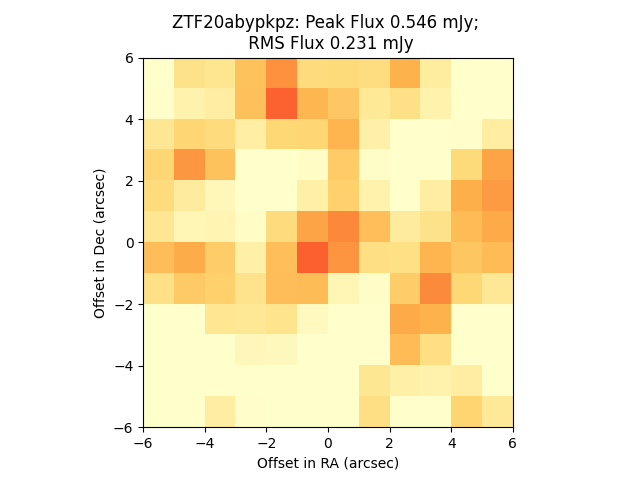 ZTF20abypkpz: Peak Flux 0.546 mJy;
RMS Flux 0.231 mJy
6
4
2
0
−2
−4
−6
Offset in Dec (arcsec)
−6 −4 −2 0 2 4 6
Offset in RA (arcsec)